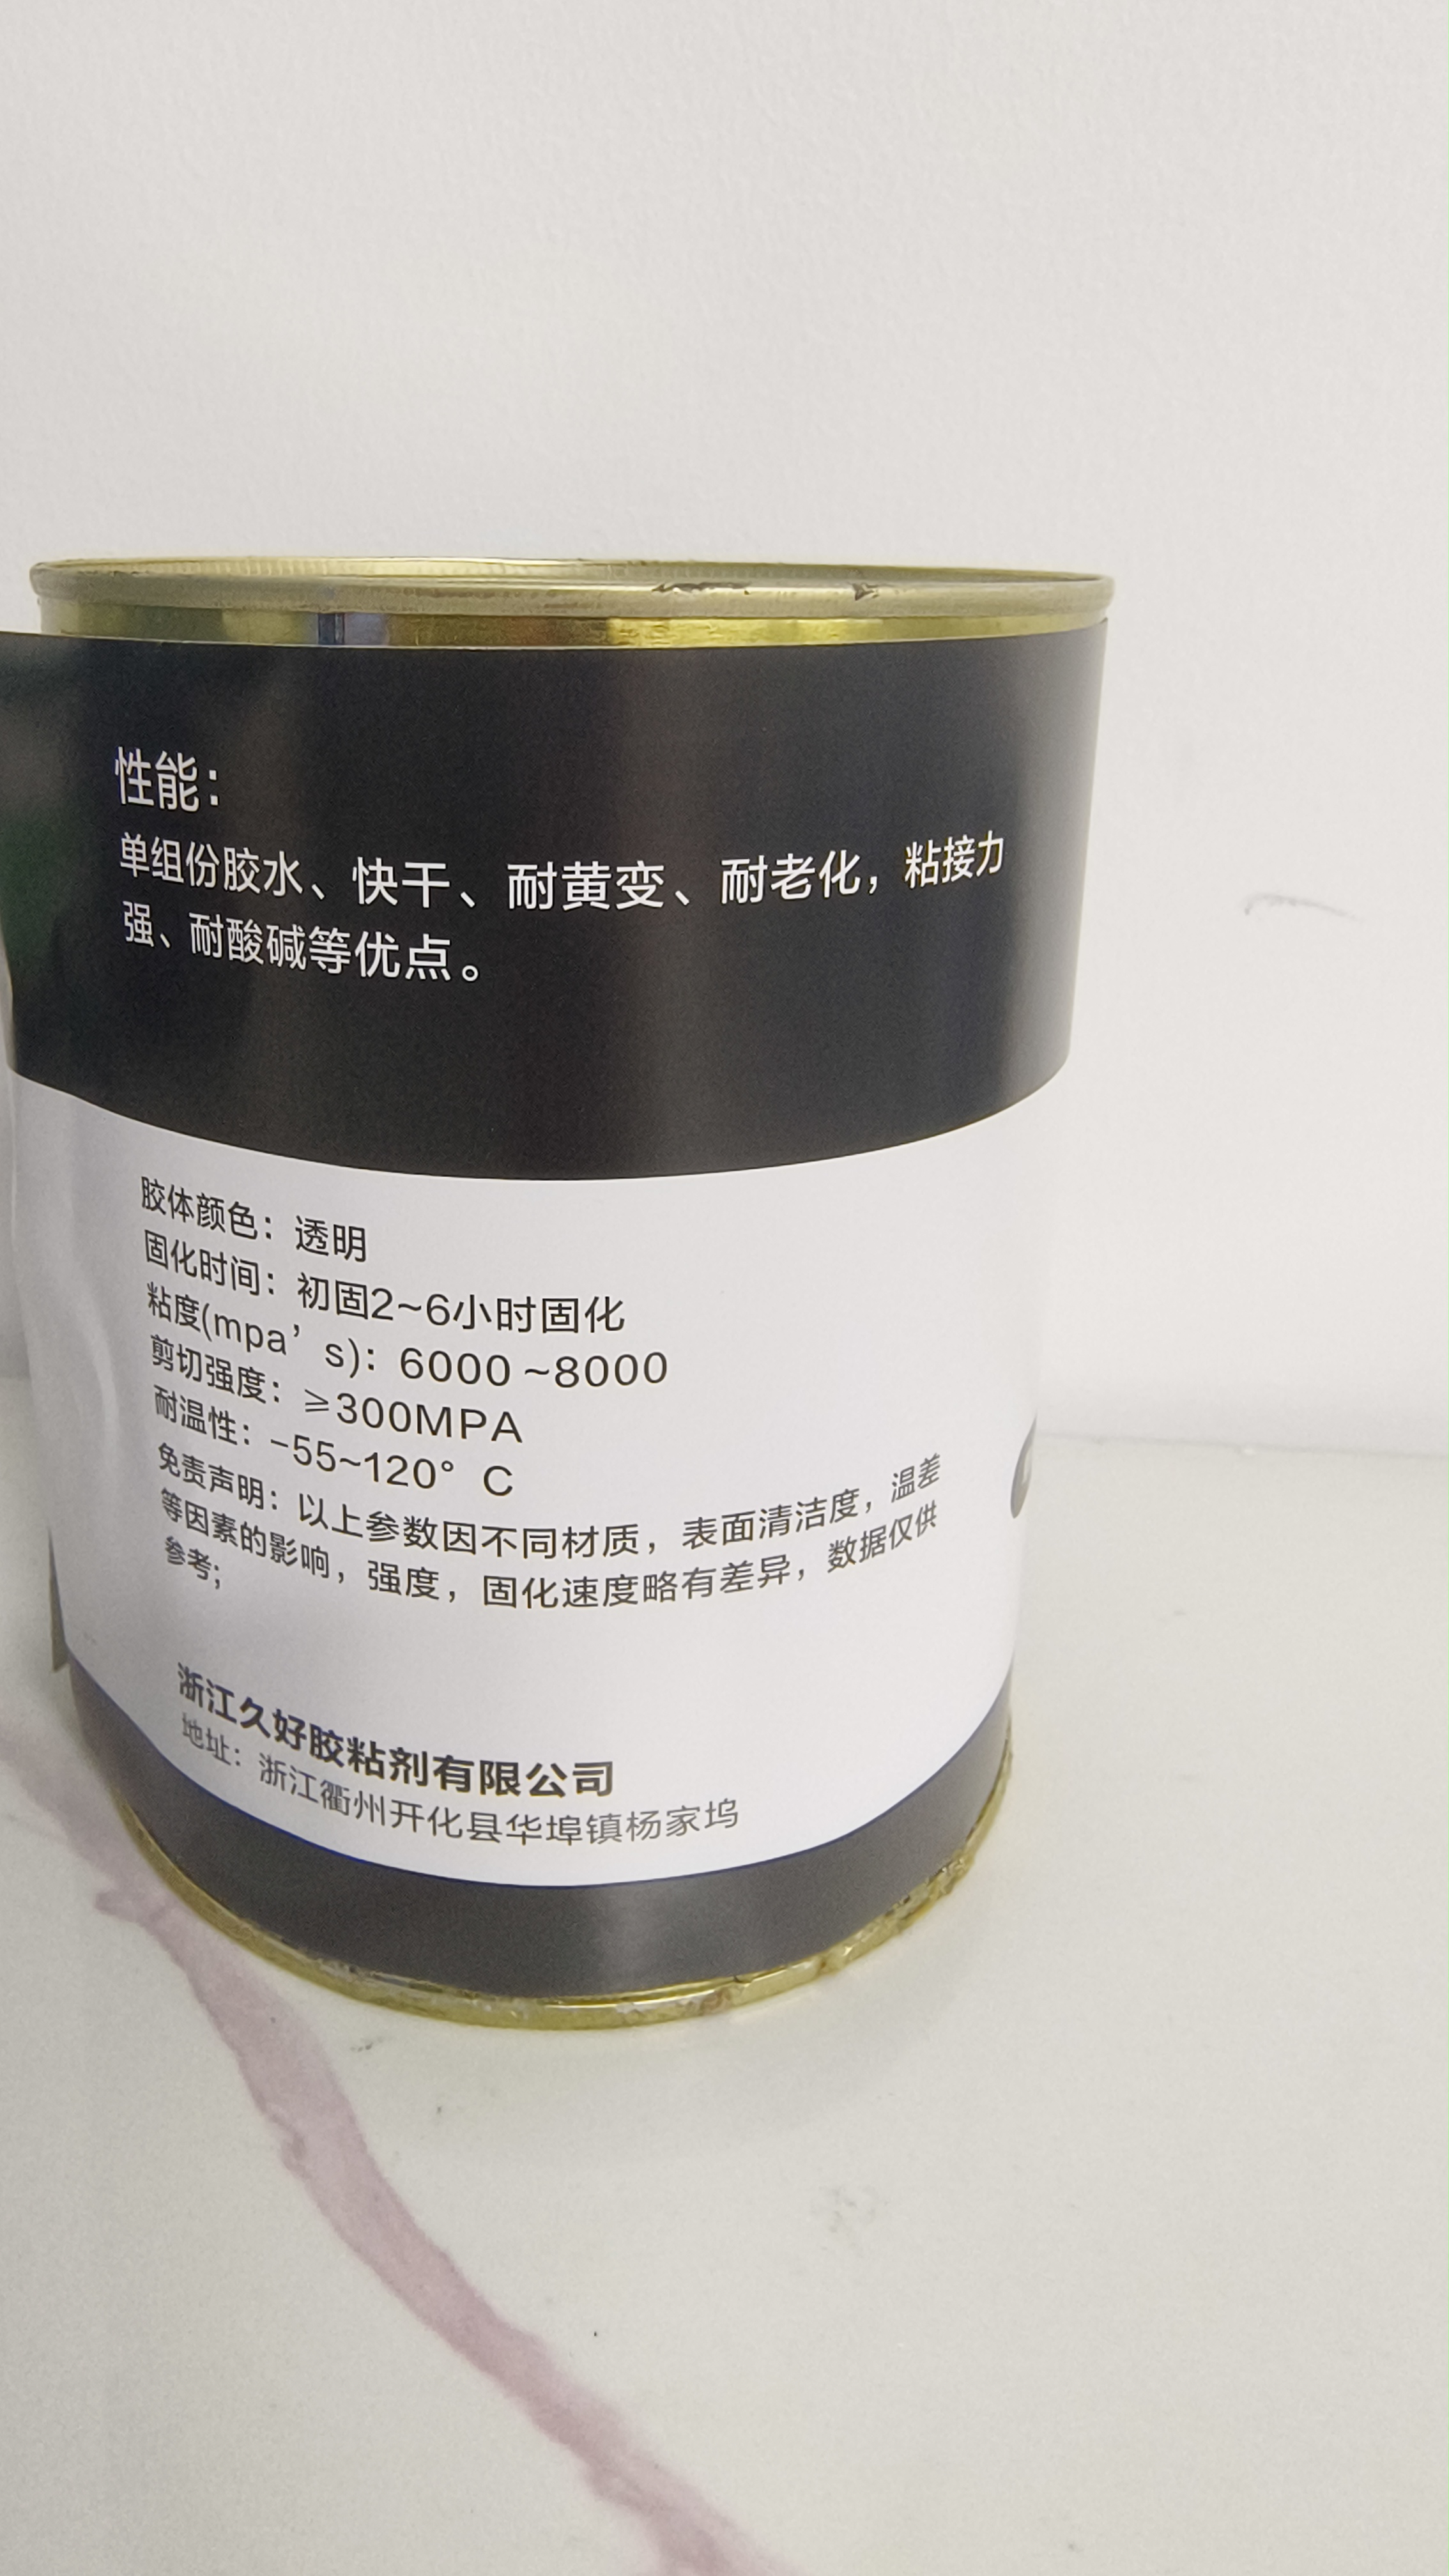 性能：
单组份胶水、快干、耐黄变、耐老化，粘接力
强、耐酸碱等优点。
胶体颜色：透明
固化时间：初固2~6小时固化
粘度(mpa’s)：6000~8000
剪切强度：≥300MPA
耐温性：-55~120°C
免责声明：以上参数因不同材质，表面清洁度，温差
等因素的影响，强度，固化速度略有差异，数据仅供
参考;
浙江久好胶粘剂有限公司
地址：浙江衢州开化县华埠镇杨家坞